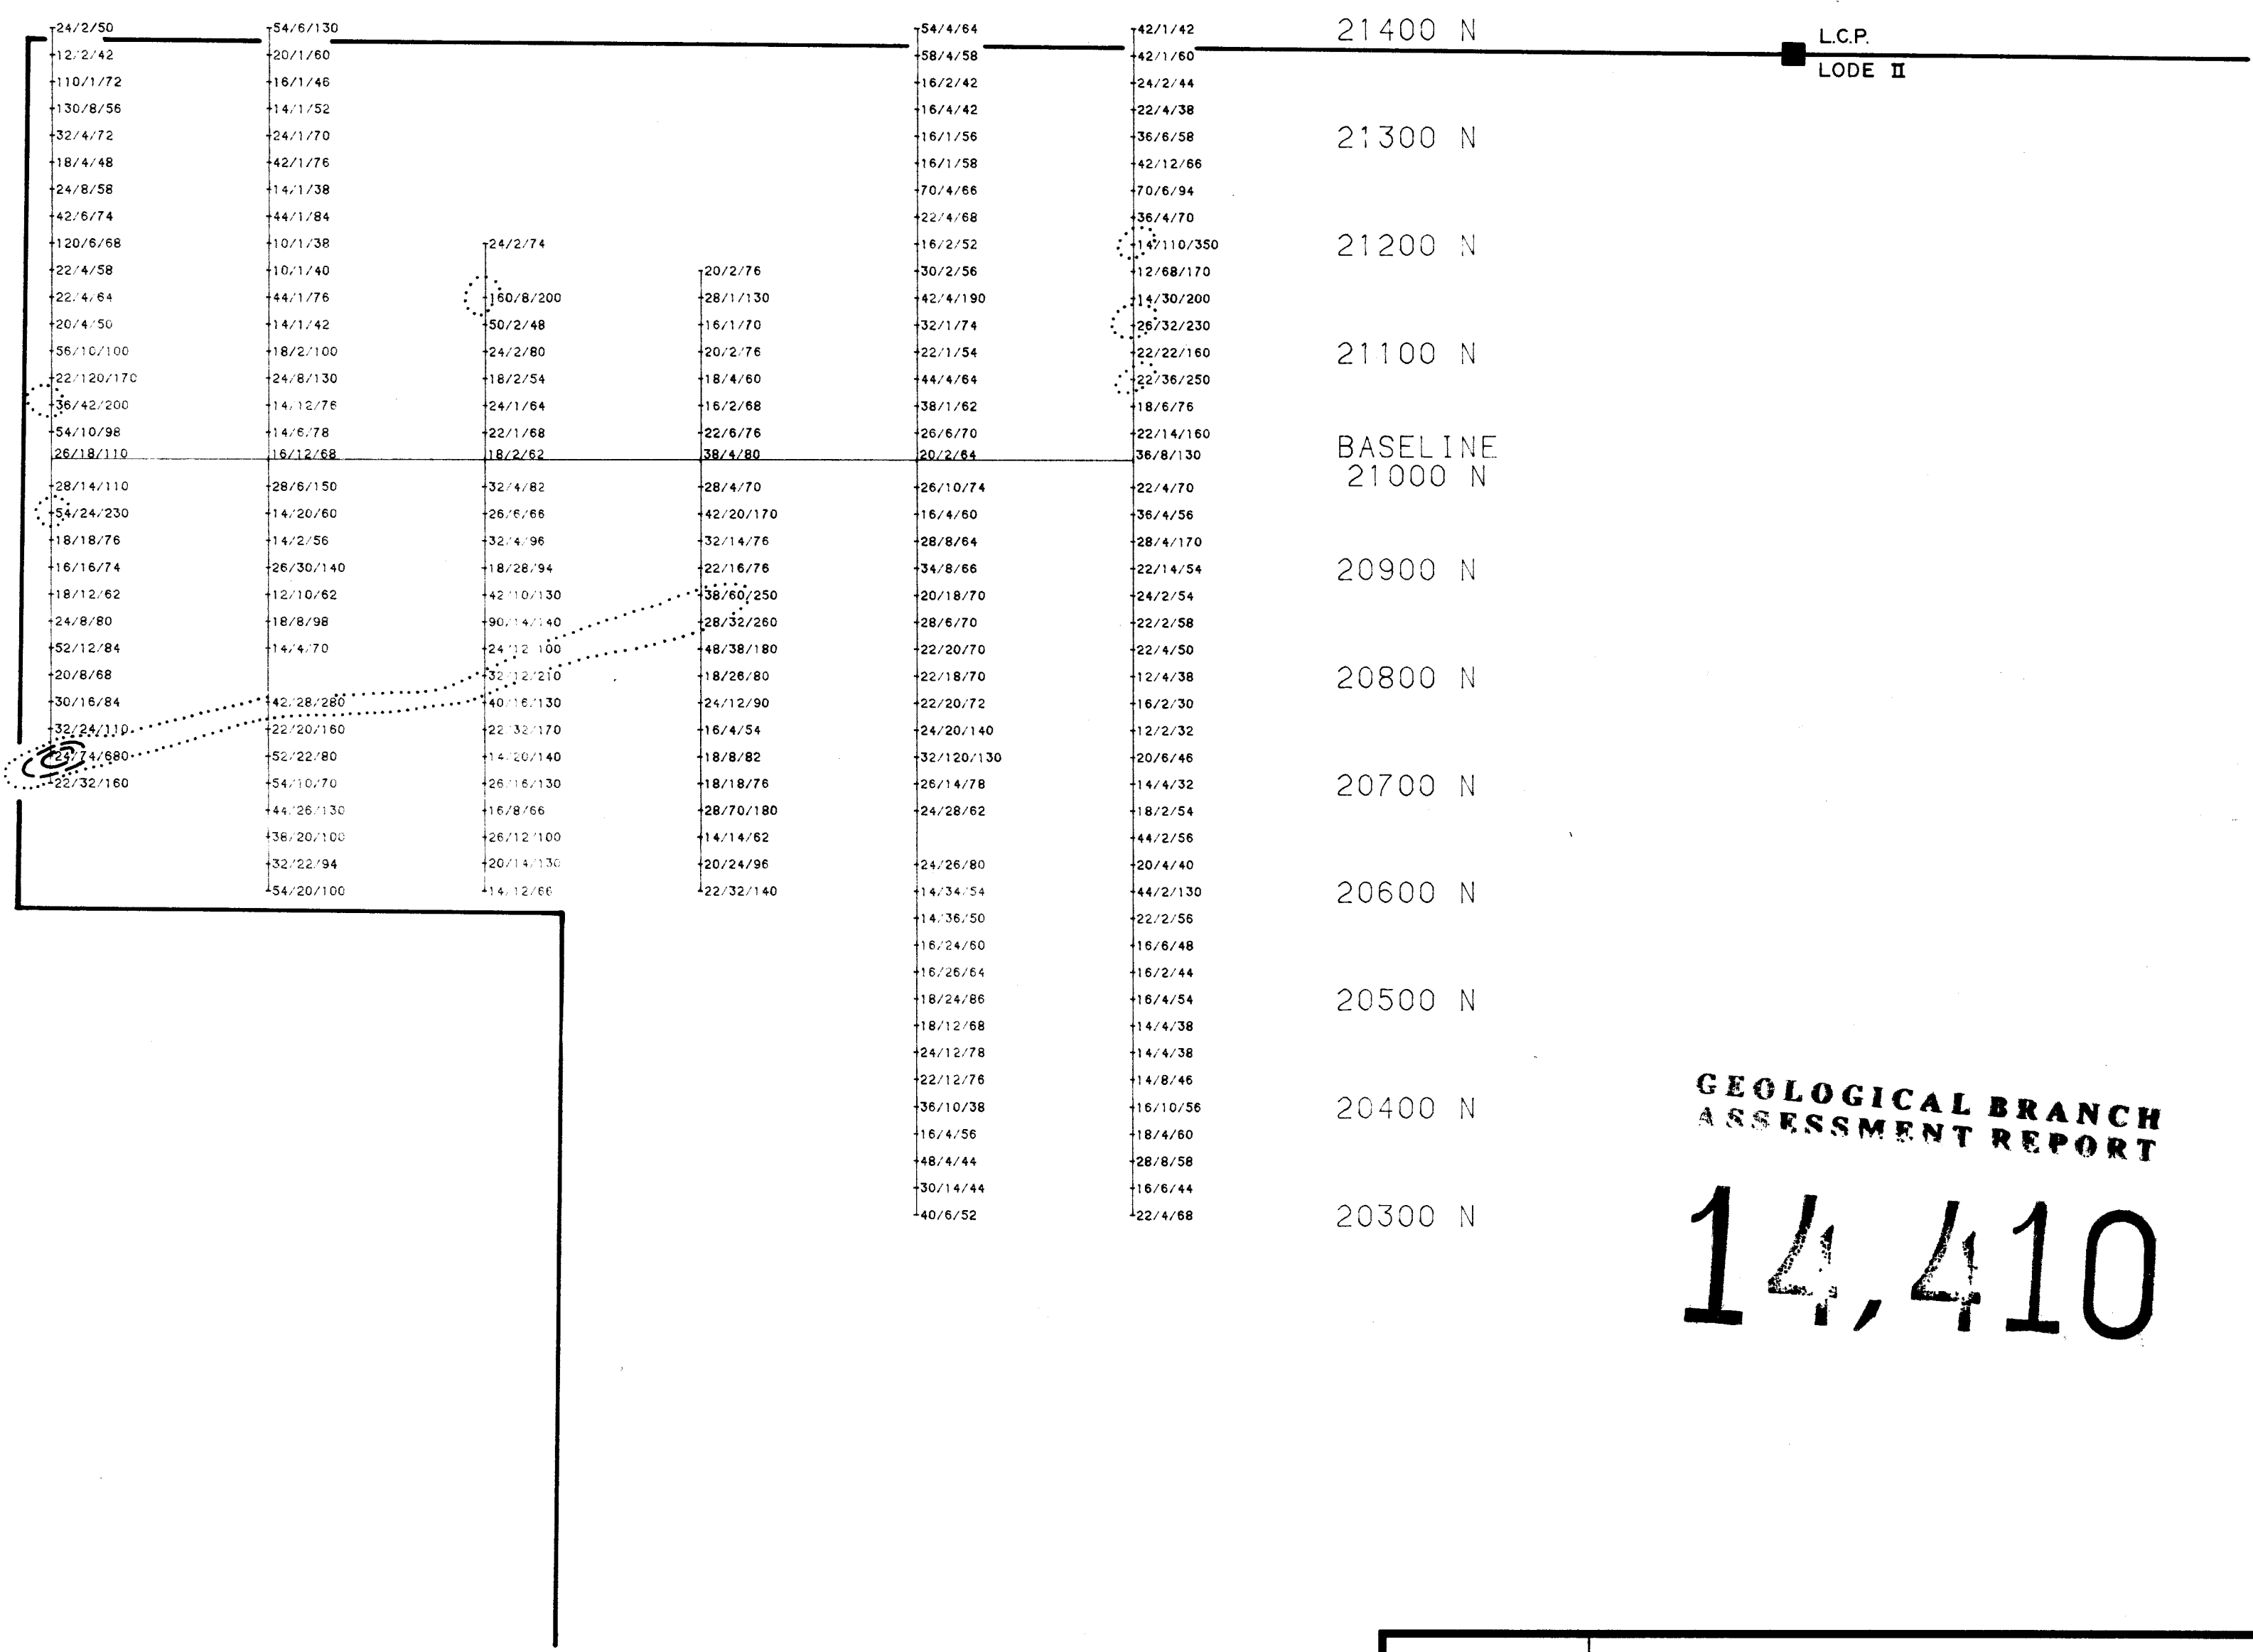 24/2/50 54/6/130 54/4/64 42/1/42 21400 N
L.C.P.
12/2/42 20/1/60 58/4/58 42/1/60
LODE II
110/1/72 16/1/46 16/2/42 24/2/44
130/8/56 14/1/52 16/4/42 22/4/38
32/4/72 24/1/70 16/1/56 36/6/58 21300 N
18/4/48 42/1/76 16/1/58 42/12/66
24/8/58 14/1/38 70/4/66 70/6/94
42/6/74 44/1/84 22/4/68 36/4/70
120/6/68 10/1/38 24/2/74 16/2/52 14/110/350 21200 N
22/4/58 10/1/40 20/2/76 30/2/56 12/68/170
22/4/64 44/1/76 160/8/200 28/1/130 42/4/190 14/30/200
20/4/50 14/1/42 50/2/48 16/1/70 32/1/74 26/32/230
56/10/100 18/2/100 24/2/80 20/2/76 22/1/54 22/22/160 21100 N
22/120/170 24/8/130 18/2/54 18/4/60 44/4/64 22/36/250
36/42/200 14/12/76 24/1/64 16/2/68 38/1/62 18/6/76
54/10/98 14/6/78 22/1/68 22/6/76 26/6/70 22/14/160
26/18/110 16/12/68 18/2/62 38/4/80 20/2/64 36/8/130 BASELINE
21000 N
28/14/110 28/6/150 32/4/82 28/4/70 26/10/74 22/4/70
54/24/230 14/20/60 26/6/66 42/20/170 16/4/60 36/4/56
18/18/76 14/2/56 32/4/96 32/14/76 28/8/64 28/4/170
16/16/74 26/30/140 18/28/94 22/16/76 34/8/66 22/14/54 20900 N
18/12/62 12/10/62 42/10/130 38/60/250 20/18/70 24/2/54
24/8/80 18/8/98 90/14/140 28/32/260 28/6/70 22/2/58
52/12/84 14/4/70 24/12/100 48/38/180 22/20/70 22/4/50
20/8/68 32/12/210 18/26/80 22/18/70 12/4/38 20800 N
30/16/84 42/28/280 40/16/130 24/12/90 22/20/72 16/2/30
32/24/110 22/20/160 22/32/170 16/4/54 24/20/140 12/2/32
24/74/680 52/22/80 14/20/140 18/8/82 32/120/130 20/6/46
22/32/160 54/10/70 26/16/130 18/18/76 26/14/78 14/4/32 20700 N
44/26/130 16/8/66 28/70/180 24/28/62 18/2/54
38/20/100 26/12/100 14/14/62 44/2/56
32/22/94 20/14/130 20/24/96 24/26/80 20/4/40
54/20/100 14/12/66 22/32/140 14/34/54 44/2/130 20600 N
14/36/50 22/2/56
16/24/60 16/6/48
16/26/64 16/2/44
18/24/86 16/4/54 20500 N
18/12/68 14/4/38
24/12/78 14/4/38
22/12/76 14/8/46
36/10/38 16/10/56 20400 N
16/4/56 18/4/60
48/4/44 28/8/58
30/14/44 16/6/44
40/6/52 22/4/68 20300 N
GEOLOGICAL BRANCH
ASSESSMENT REPORT
14,410